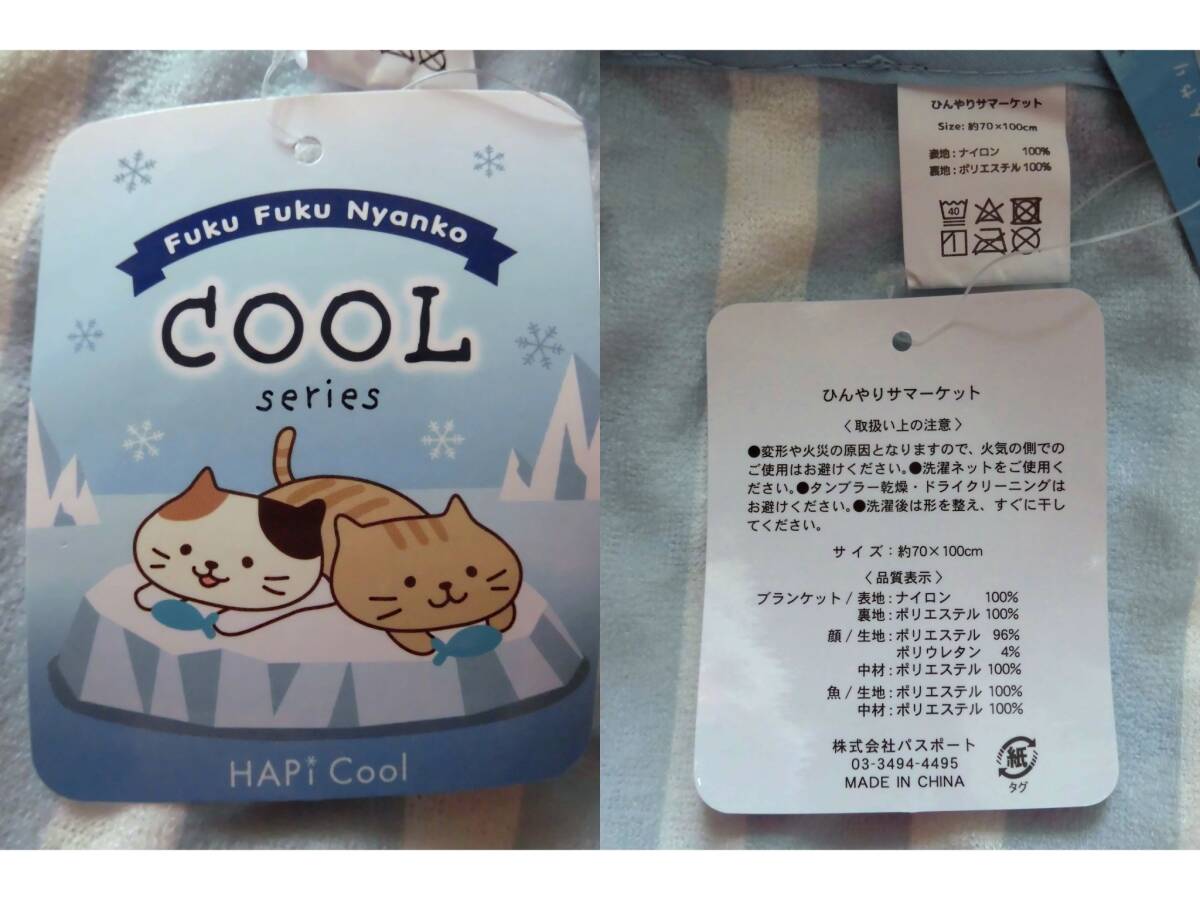 Fuku Fuku Nyanko
COOL
series
HAPi Cool
ひんやりサマーケット
Size: 約70×100cm
表地：ナイロン 100%
裏地：ポリエステル 100%
40
ひんやりサマーケット
〈 取扱い上の注意 〉
●変形や火災の原因となりますので、火気の側での
ご使用はお避けください。●洗濯ネットをご使用く
ださい。●タンブラー乾燥・ドライクリーニングは
お避けください。●洗濯後は形を整え、すぐに干し
てください。
サイズ：約70×100cm
〈 品質表示 〉
ブランケット / 表地：ナイロン 100%
裏地：ポリエステル 100%
顔 / 生地：ポリエステル 96%
ポリウレタン 4%
中材：ポリエステル 100%
魚 / 生地：ポリエステル 100%
中材：ポリエステル 100%
株式会社パスポート
03-3494-4495
MADE IN CHINA
紙
タグ